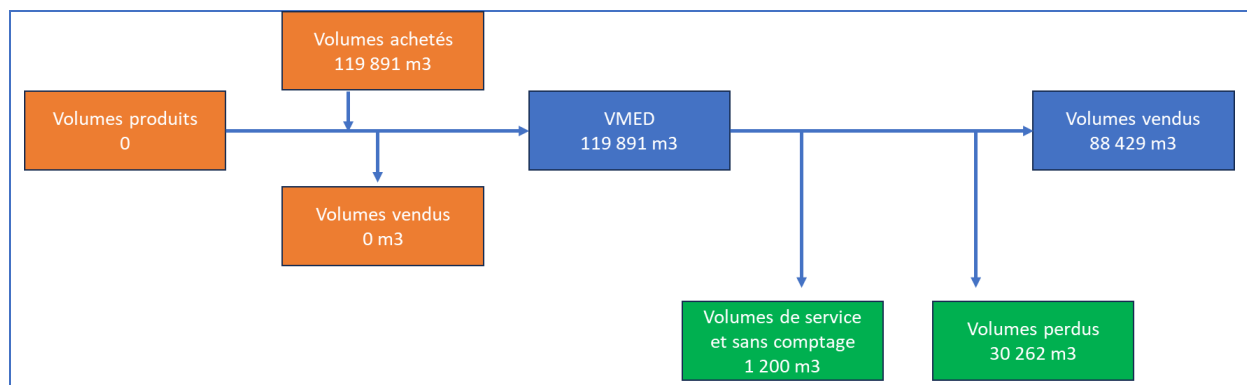 Volumes achetés
119 891 m3
Volumes produits
0
VMED
119 891 m3
Volumes vendus
88 429 m3
Volumes vendus
0 m3
Volumes de service
et sans comptage
1 200 m3
Volumes perdus
30 262 m3